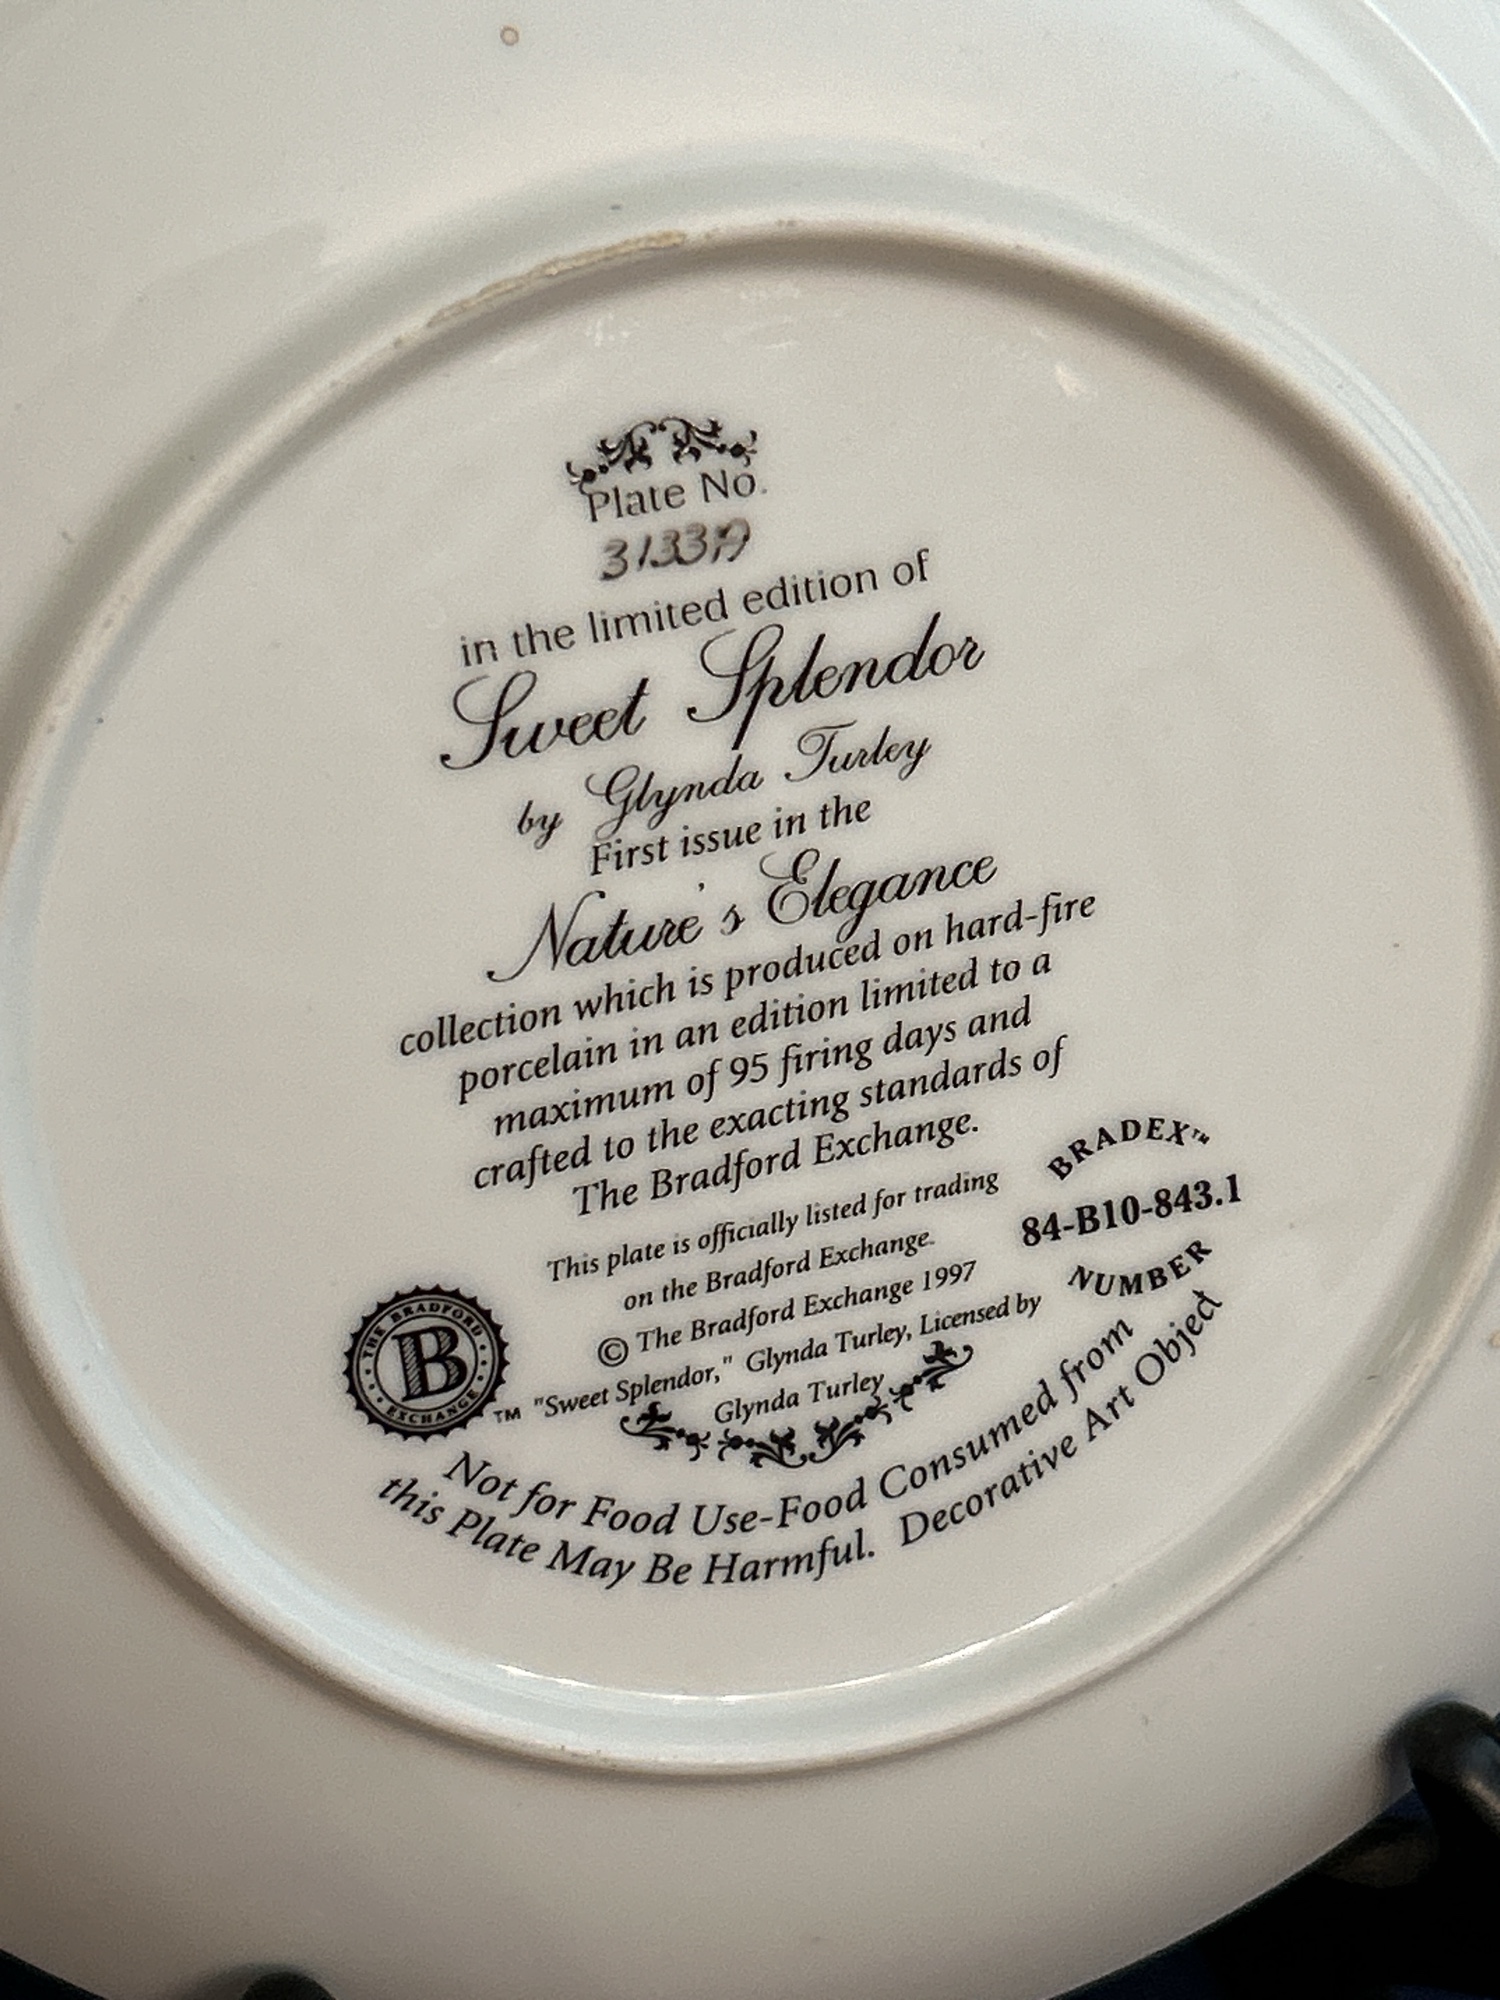 Plate No.
3133A
in the limited edition of
Sweet Splendor
by Glynda Turley
First issue in the
Nature's Elegance
collection which is produced on hard-fire
porcelain in an edition limited to a
maximum of 95 firing days and
crafted to the exacting standards of
The Bradford Exchange.
This plate is officially listed for trading
on the Bradford Exchange.
© The Bradford Exchange 1997
"Sweet Splendor," Glynda Turley, Licensed by
Glynda Turley
BRADEX™
84-B10-843.1
NUMBER
THE BRADFORD
B
EXCHANGE
TM
Not for Food Use-Food Consumed from
this Plate May Be Harmful. Decorative Art Object